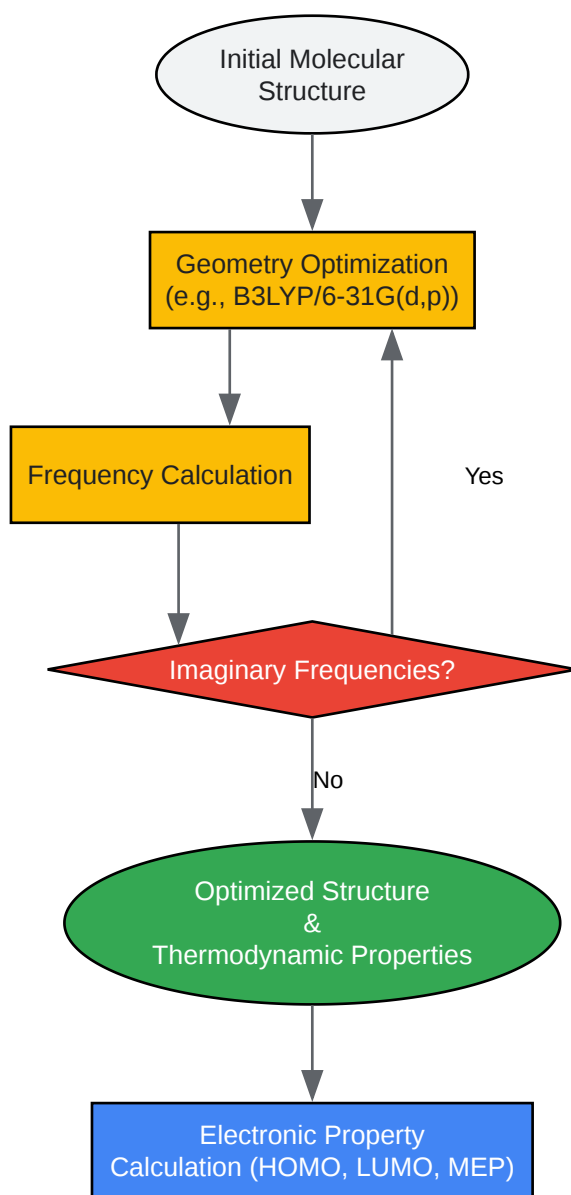 Initial Molecular
Structure
Geometry Optimization
(e.g., B3LYP/6-31G(d,p))
Frequency Calculation
Yes
Imaginary Frequencies?
No
Optimized Structure
&
Thermodynamic Properties
Electronic Property
Calculation (HOMO, LUMO, MEP)